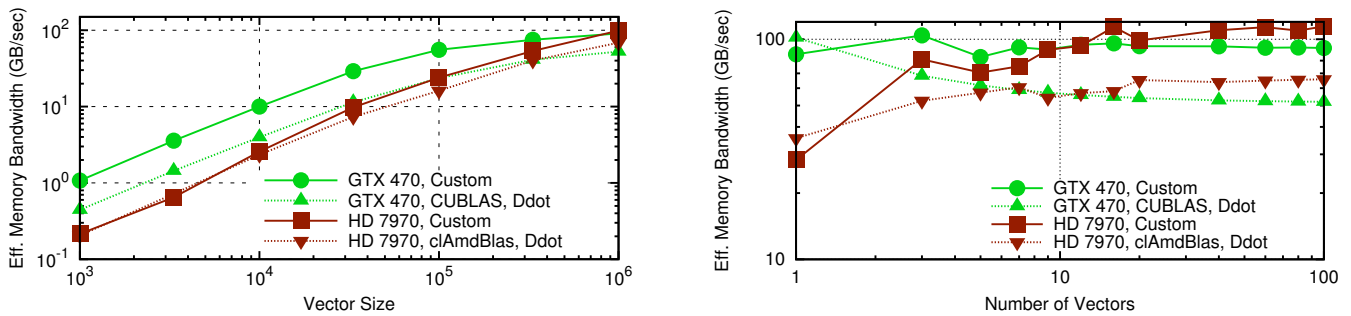 Eff. Memory Bandwidth (GB/sec)
10^2
10^1
10^0
10^-1
10^3
10^4
10^5
10^6
Vector Size
GTX 470, Custom
GTX 470, CUBLAS, Ddot
HD 7970, Custom
HD 7970, clAmdBlas, Ddot
Eff. Memory Bandwidth (GB/sec)
100
10
1
10
100
Number of Vectors
GTX 470, Custom
GTX 470, CUBLAS, Ddot
HD 7970, Custom
HD 7970, clAmdBlas, Ddot